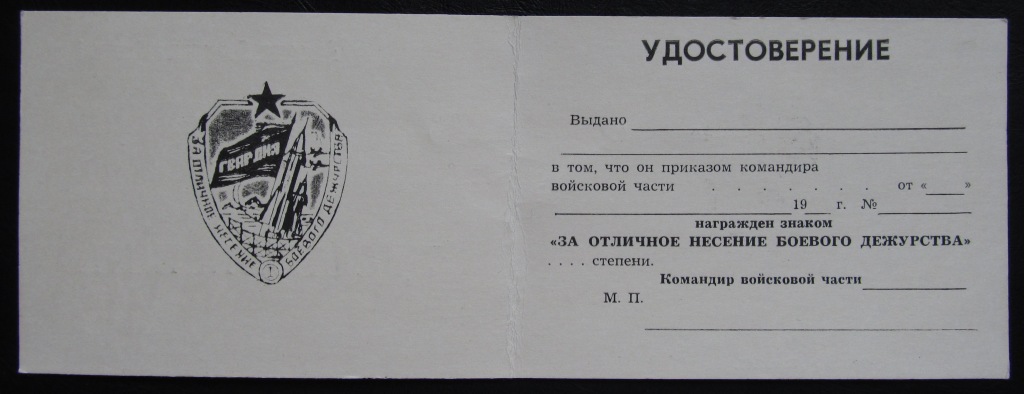 ГВАРДИЯ
ЗА ОТЛИЧНОЕ НЕСЕНИЕ БОЕВОГО ДЕЖУРСТВА
1
УДОСТОВЕРЕНИЕ
Выдано
в том, что он приказом командира
войсковой части . . . . . . . от « »
19 г. №
награжден знаком
«ЗА ОТЛИЧНОЕ НЕСЕНИЕ БОЕВОГО ДЕЖУРСТВА»
. . . . степени.
Командир войсковой части
М. П.